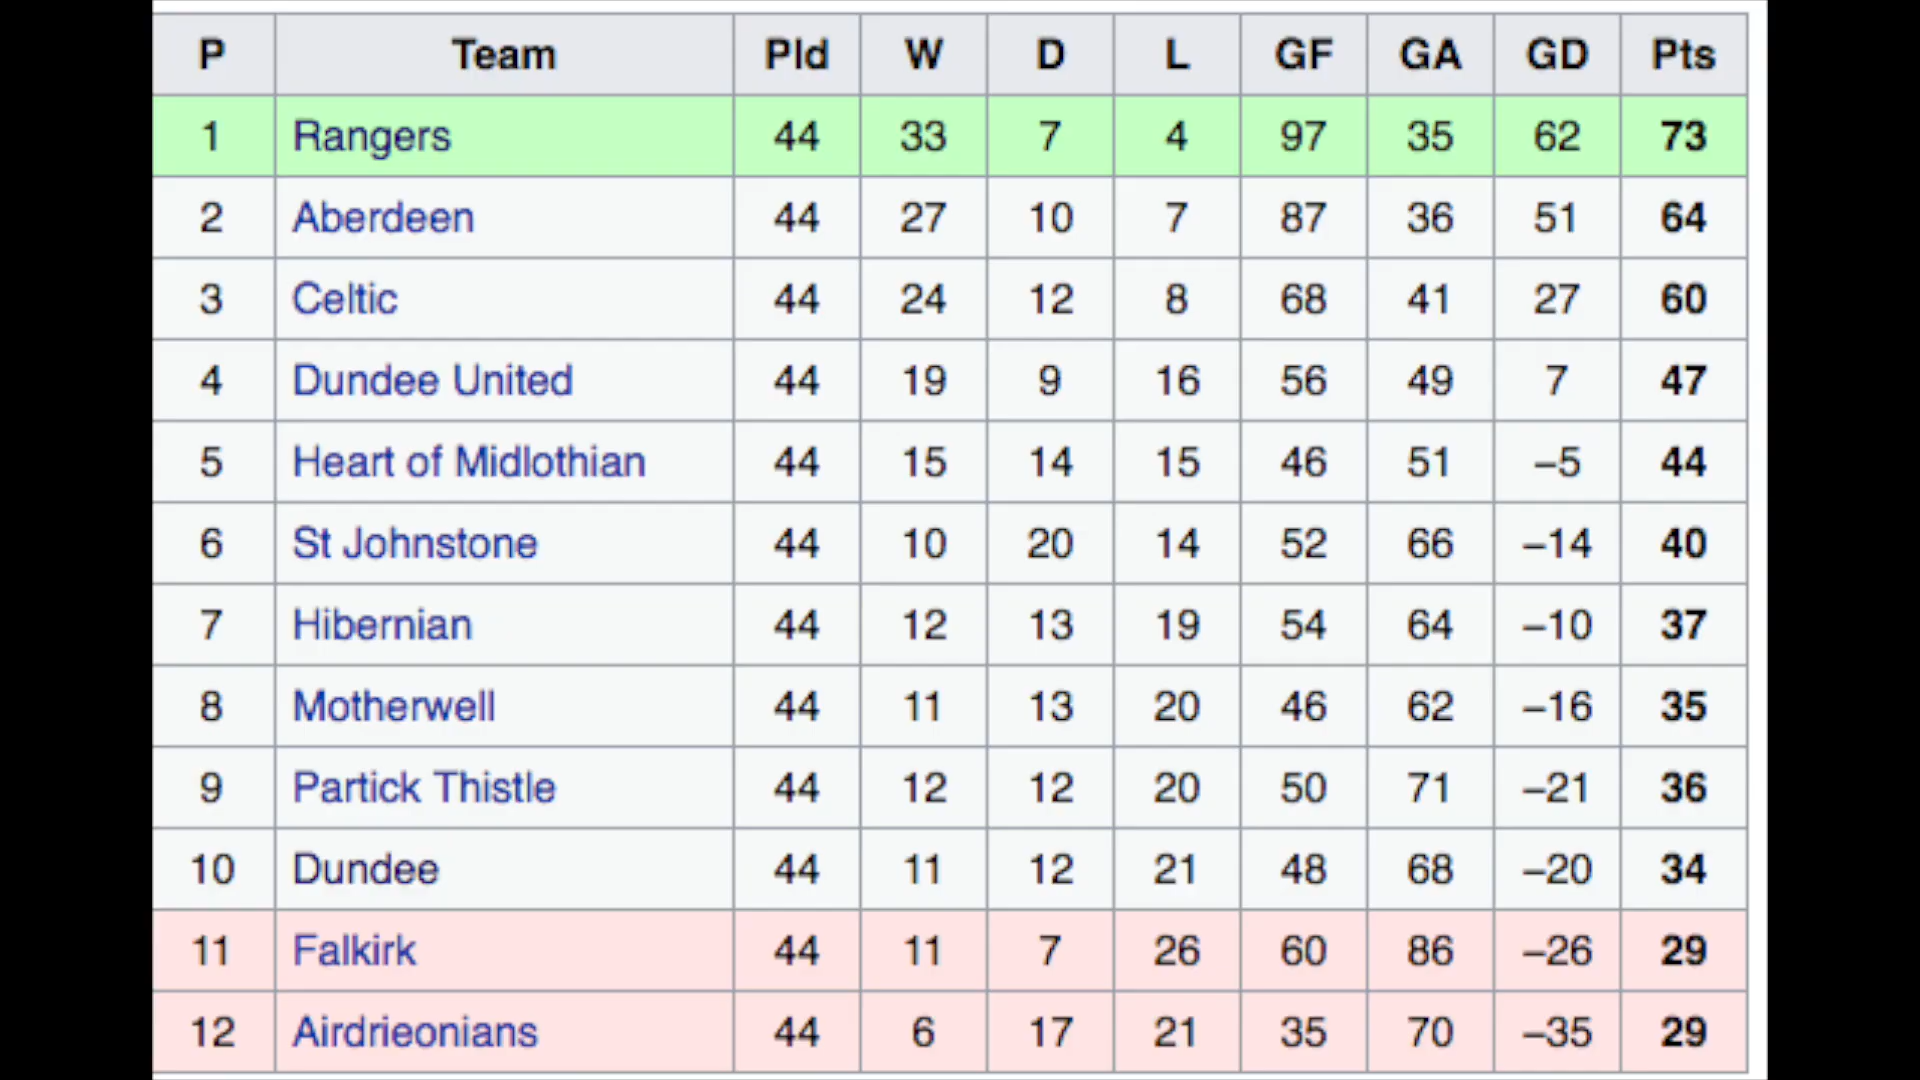 P Team Pld W D L GF GA GD Pts
1 Rangers 44 33 7 4 97 35 62 73
2 Aberdeen 44 27 10 7 87 36 51 64
3 Celtic 44 24 12 8 68 41 27 60
4 Dundee United 44 19 9 16 56 49 7 47
5 Heart of Midlothian 44 15 14 15 46 51 –5 44
6 St Johnstone 44 10 20 14 52 66 –14 40
7 Hibernian 44 12 13 19 54 64 –10 37
8 Motherwell 44 11 13 20 46 62 –16 35
9 Partick Thistle 44 12 12 20 50 71 –21 36
10 Dundee 44 11 12 21 48 68 –20 34
11 Falkirk 44 11 7 26 60 86 –26 29
12 Airdrieonians 44 6 17 21 35 70 –35 29